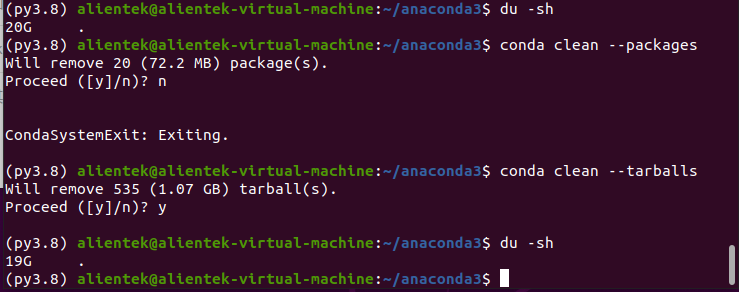 (py3.8) alientek@alientek-virtual-machine:~/anaconda3$ du -sh
20G     .
(py3.8) alientek@alientek-virtual-machine:~/anaconda3$ conda clean --packages
Will remove 20 (72.2 MB) package(s).
Proceed ([y]/n)? n
CondaSystemExit: Exiting.
(py3.8) alientek@alientek-virtual-machine:~/anaconda3$ conda clean --tarballs
Will remove 535 (1.07 GB) tarball(s).
Proceed ([y]/n)? y
(py3.8) alientek@alientek-virtual-machine:~/anaconda3$ du -sh
19G     .
(py3.8) alientek@alientek-virtual-machine:~/anaconda3$